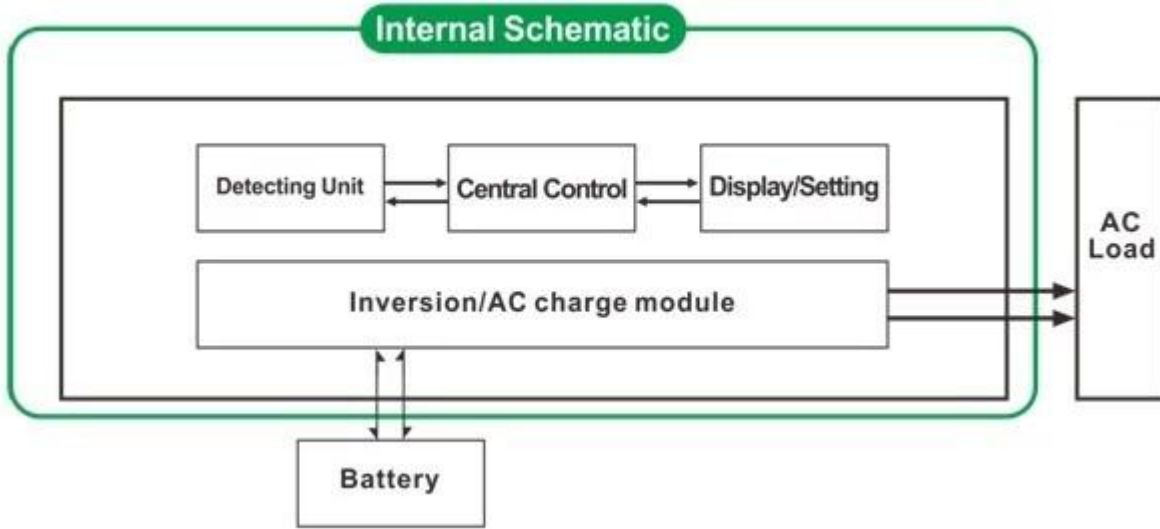 Internal Schematic
Detecting Unit
Central Control
Display/Setting
AC
Load
Inversion/AC charge module
Battery